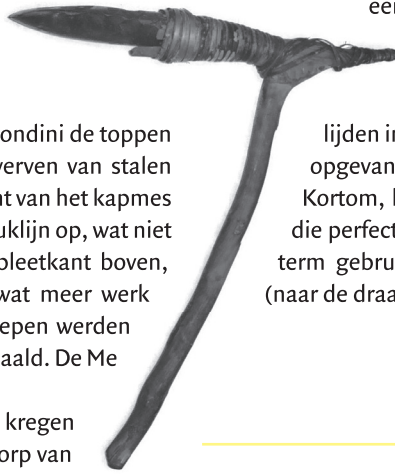 ondini de toppen
verven van stalen
nt van het kapmes
uklijn op, wat niet
pleetkant boven,
wat meer werk
epen werden
aald. De Me
kregen
orp van
een
lijden in
opgevan
Kortom,
die perfect
term gebru
(naar de draa